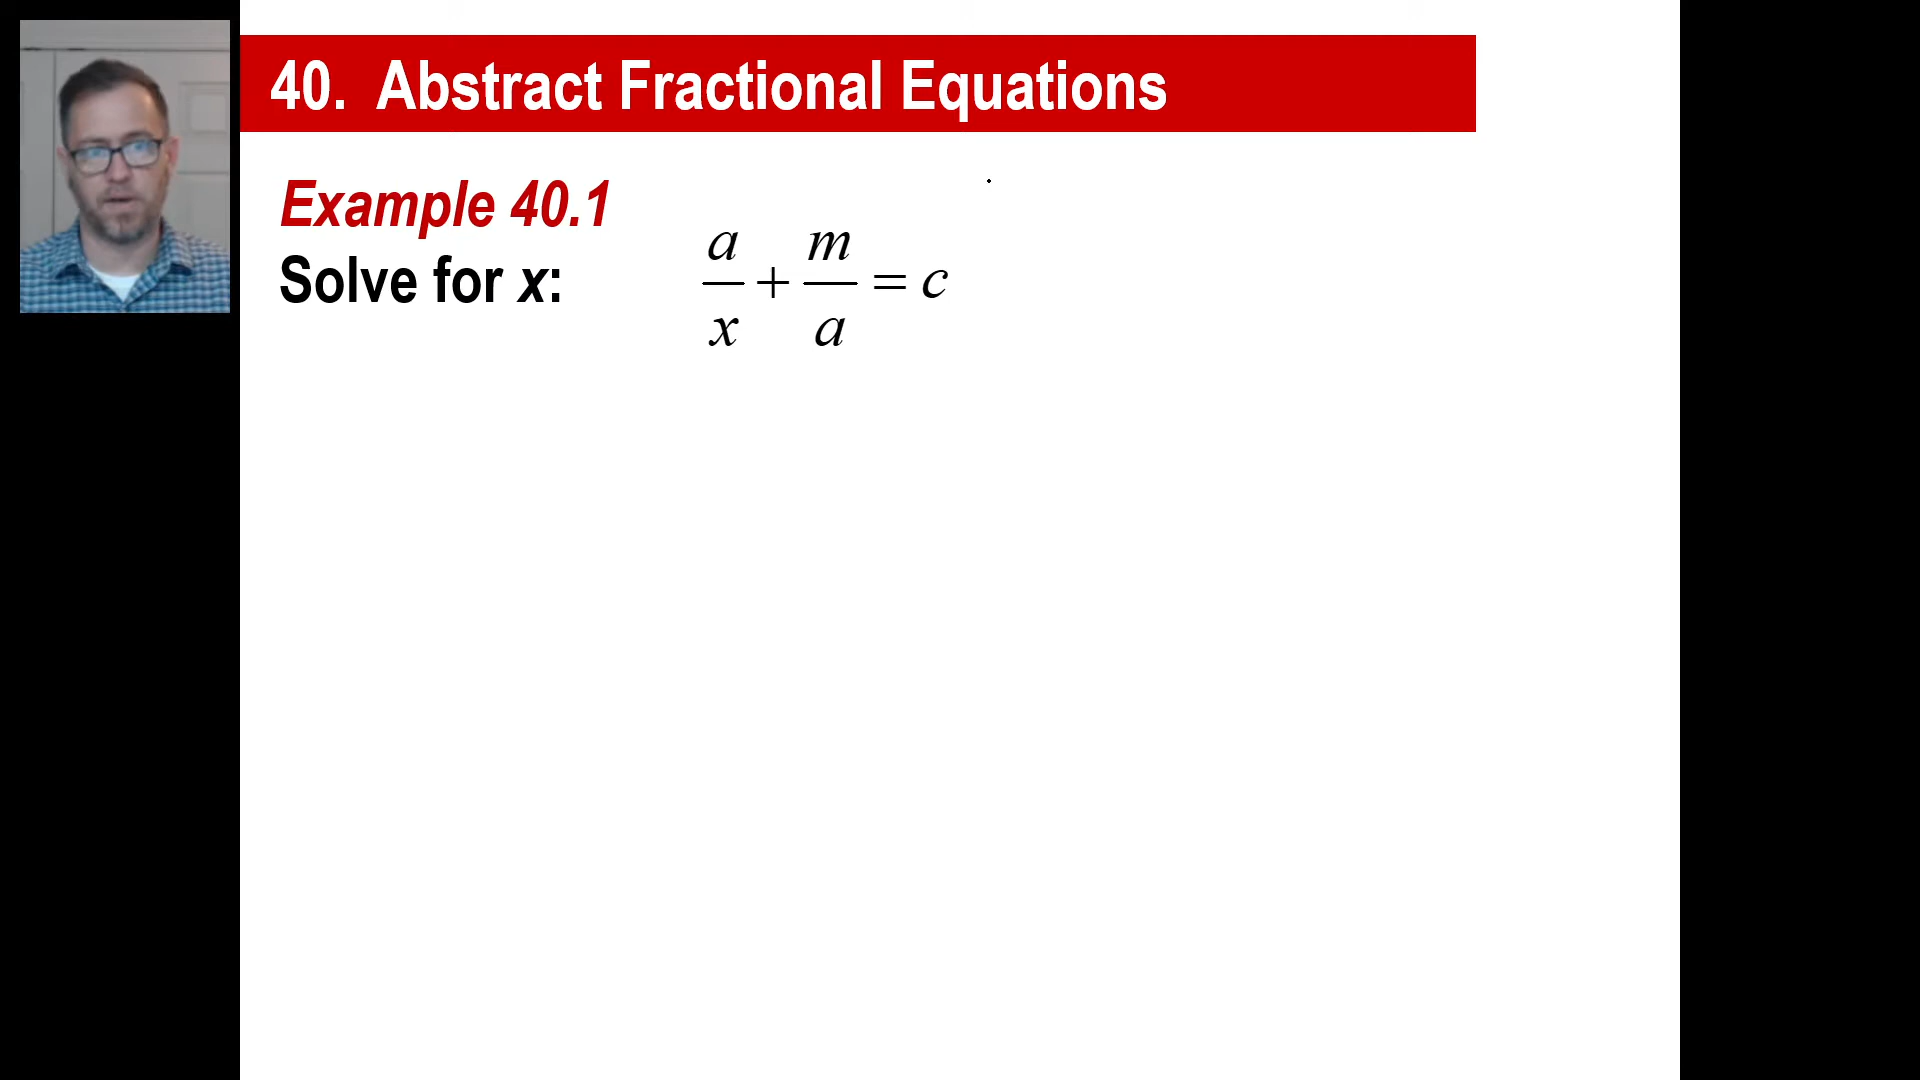 40. Abstract Fractional Equations
Example 40.1
Solve for x: a/x + m/a = c